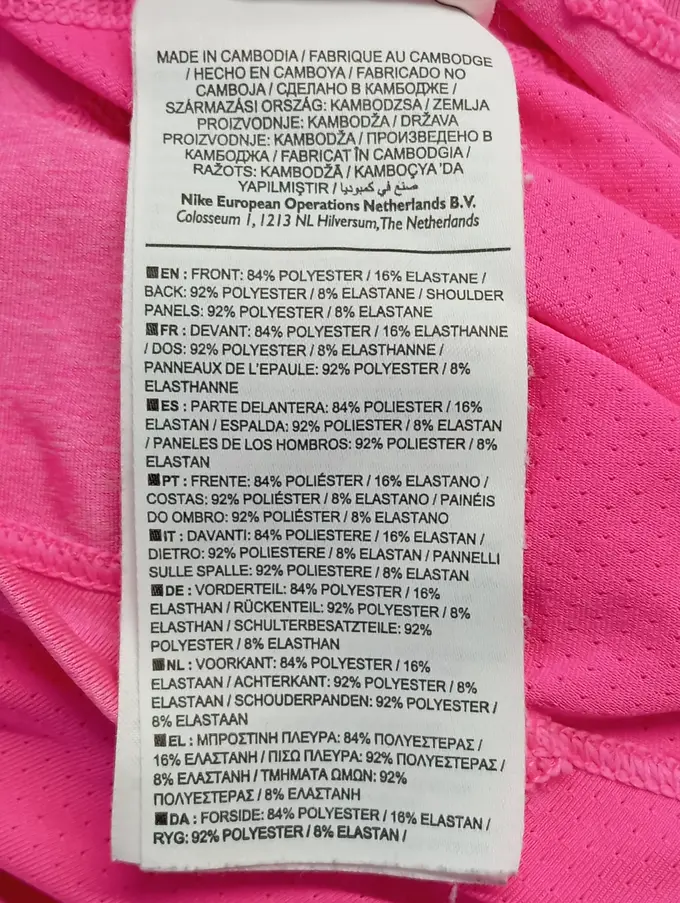 MADE IN CAMBODIA / FABRIQUE AU CAMBODGE
/ HECHO EN CAMBOYA / FABRICADO NO
CAMBOJA / СДЕЛАНО В КАМБОДЖЕ /
SZÁRMAZÁSI ORSZÁG: KAMBODZSA / ZEMLJA
PROIZVODNJE: KAMBODŽA / DRŽAVA
PROIZVODNJE: KAMBODŽA / ПРОИЗВЕДЕНО В
КАМБОДЖА / FABRICAT ÎN CAMBODGIA /
RAŽOTS: KAMBODŽĀ / KAMBOÇYA 'DA
YAPILMIŞTIR / صنع في كمبوديا
Nike European Operations Netherlands B.V.
Colosseum 1, 1213 NL Hilversum,The Netherlands
EN : FRONT: 84% POLYESTER / 16% ELASTANE /
BACK: 92% POLYESTER / 8% ELASTANE / SHOULDER
PANELS: 92% POLYESTER / 8% ELASTANE
FR : DEVANT: 84% POLYESTER / 16% ELASTHANNE
/ DOS: 92% POLYESTER / 8% ELASTHANNE /
PANNEAUX DE L'EPAULE: 92% POLYESTER / 8%
ELASTHANNE
ES : PARTE DELANTERA: 84% POLIESTER / 16%
ELASTAN / ESPALDA: 92% POLIESTER / 8% ELASTAN
/ PANELES DE LOS HOMBROS: 92% POLIESTER / 8%
ELASTAN
PT : FRENTE: 84% POLIÉSTER / 16% ELASTANO /
COSTAS: 92% POLIÉSTER / 8% ELASTANO / PAINÉIS
DO OMBRO: 92% POLIÉSTER / 8% ELASTANO
IT : DAVANTI: 84% POLIESTERE / 16% ELASTAN /
DIETRO: 92% POLIESTERE / 8% ELASTAN / PANNELLI
SULLE SPALLE: 92% POLIESTERE / 8% ELASTAN
DE : VORDERTEIL: 84% POLYESTER / 16%
ELASTHAN / RÜCKENTEIL: 92% POLYESTER / 8%
ELASTHAN / SCHULTERBESATZTEILE: 92%
POLYESTER / 8% ELASTHAN
NL : VOORKANT: 84% POLYESTER / 16%
ELASTAAN / ACHTERKANT: 92% POLYESTER / 8%
ELASTAAN / SCHOUDERPANDEN: 92% POLYESTER /
8% ELASTAAN
EL : ΜΠΡΟΣΤΙΝΗ ΠΛΕΥΡΑ: 84% ΠΟΛΥΕΣΤΕΡΑΣ /
16% ΕΛΑΣΤΑΝΗ / ΠΙΣΩ ΠΛΕΥΡΑ: 92% ΠΟΛΥΕΣΤΕΡΑΣ /
8% ΕΛΑΣΤΑΝΗ / ΤΜΗΜΑΤΑ ΩΜΩΝ: 92%
ΠΟΛΥΕΣΤΕΡΑΣ / 8% ΕΛΑΣΤΑΝΗ
DA : FORSIDE: 84% POLYESTER / 16% ELASTAN /
RYG: 92% POLYESTER / 8% ELASTAN /